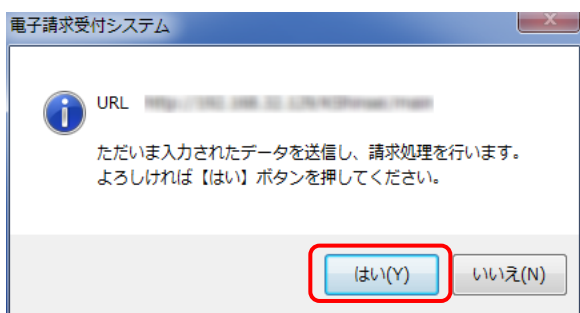 電子請求受付システム
URL
ただいま入力されたデータを送信し、請求処理を行います。
よろしければ【はい】ボタンを押してください。
はい(Y)
いいえ(N)